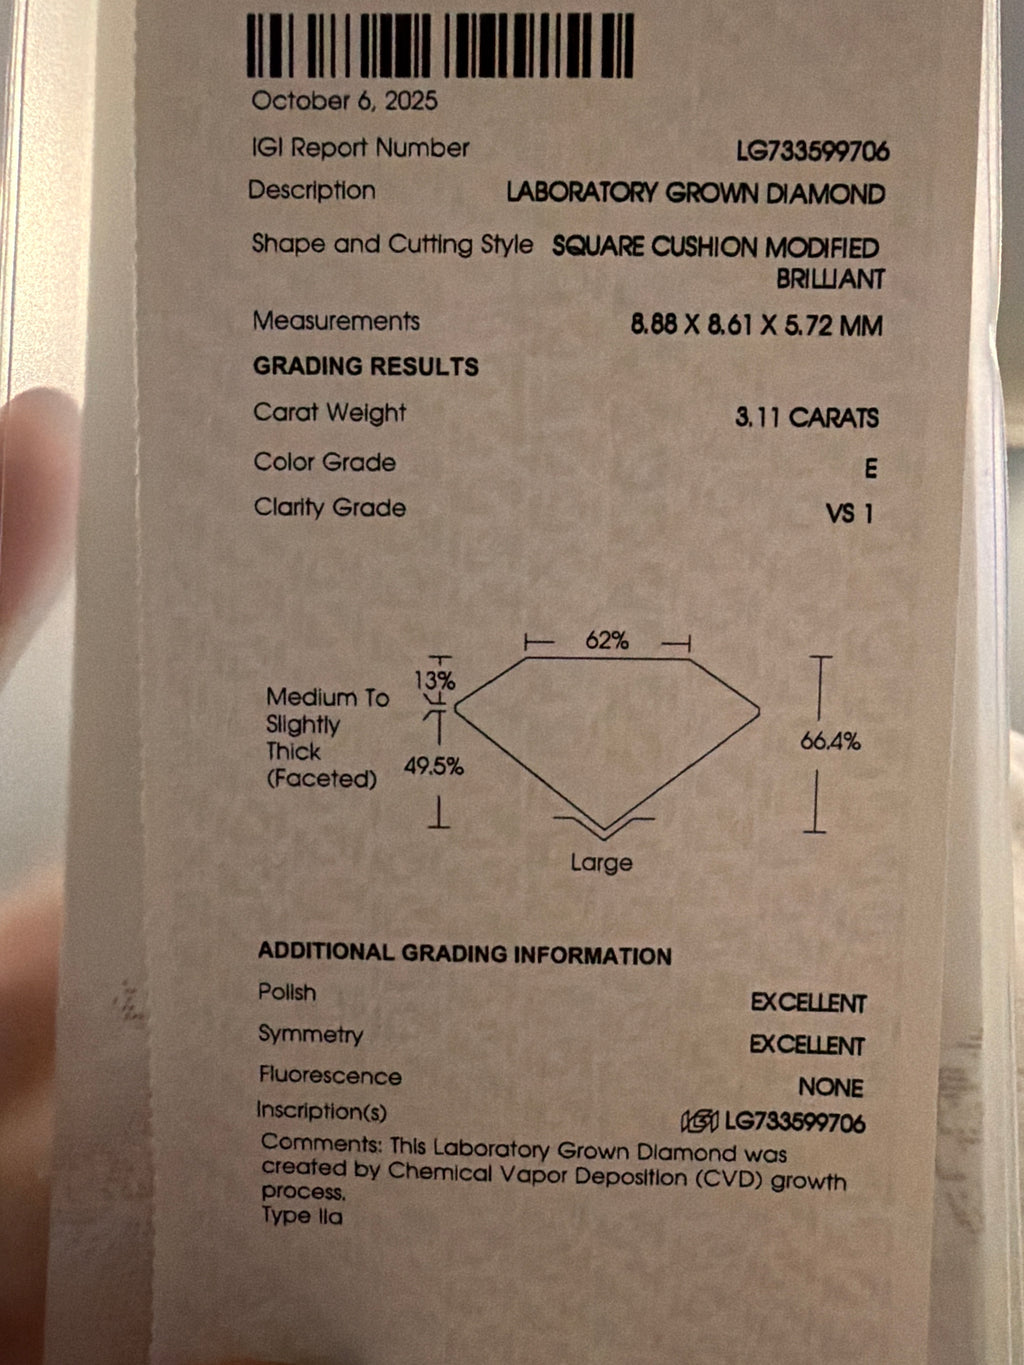 October 6, 2025
IGI Report Number LG733599706
Description LABORATORY GROWN DIAMOND
Shape and Cutting Style SQUARE CUSHION MODIFIED
BRILLIANT
Measurements 8.88 X 8.61 X 5.72 MM
GRADING RESULTS
Carat Weight 3.11 CARATS
Color Grade E
Clarity Grade VS 1
62%
13%
Medium To
Slightly
Thick
(Faceted)
49.5%
66.4%
Large
ADDITIONAL GRADING INFORMATION
Polish EXCELLENT
Symmetry EXCELLENT
Fluorescence NONE
Inscription(s) IGI LG733599706
Comments: This Laboratory Grown Diamond was
created by Chemical Vapor Deposition (CVD) growth
process.
Type IIa